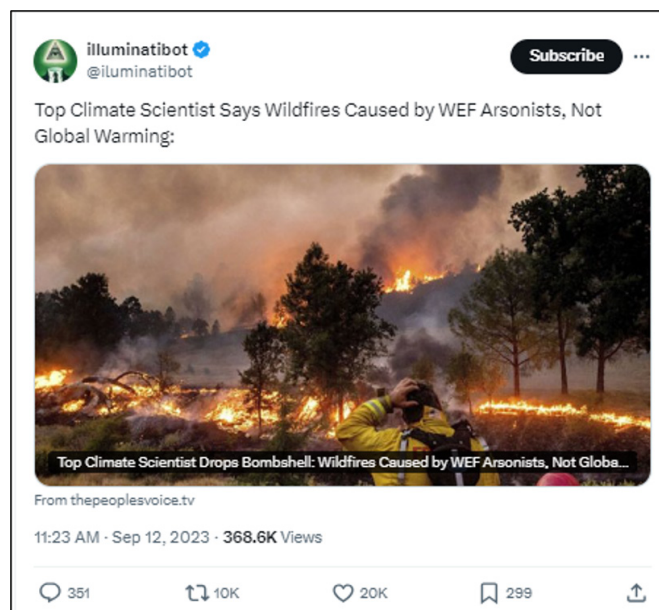 illuminatibot
@iluminatibot
Subscribe
Top Climate Scientist Says Wildfires Caused by WEF Arsonists, Not
Global Warming:
Top Climate Scientist Drops Bombshell: Wildfires Caused by WEF Arsonists, Not Globa...
From thepeoplesvoice.tv
11:23 AM · Sep 12, 2023 · 368.6K Views
351 10K 20K 299